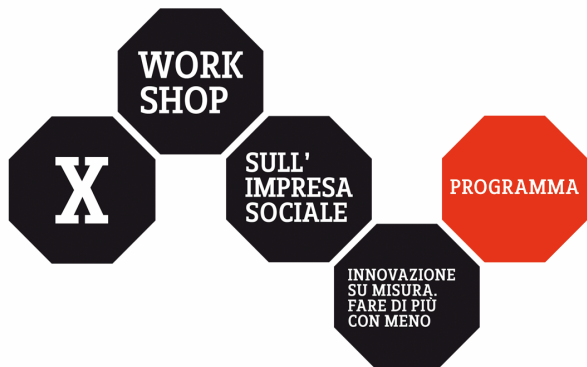 X
WORK
SHOP
SULL'
IMPRESA
SOCIALE
INNOVAZIONE
SU MISURA.
FARE DI PIÙ
CON MENO
PROGRAMMA